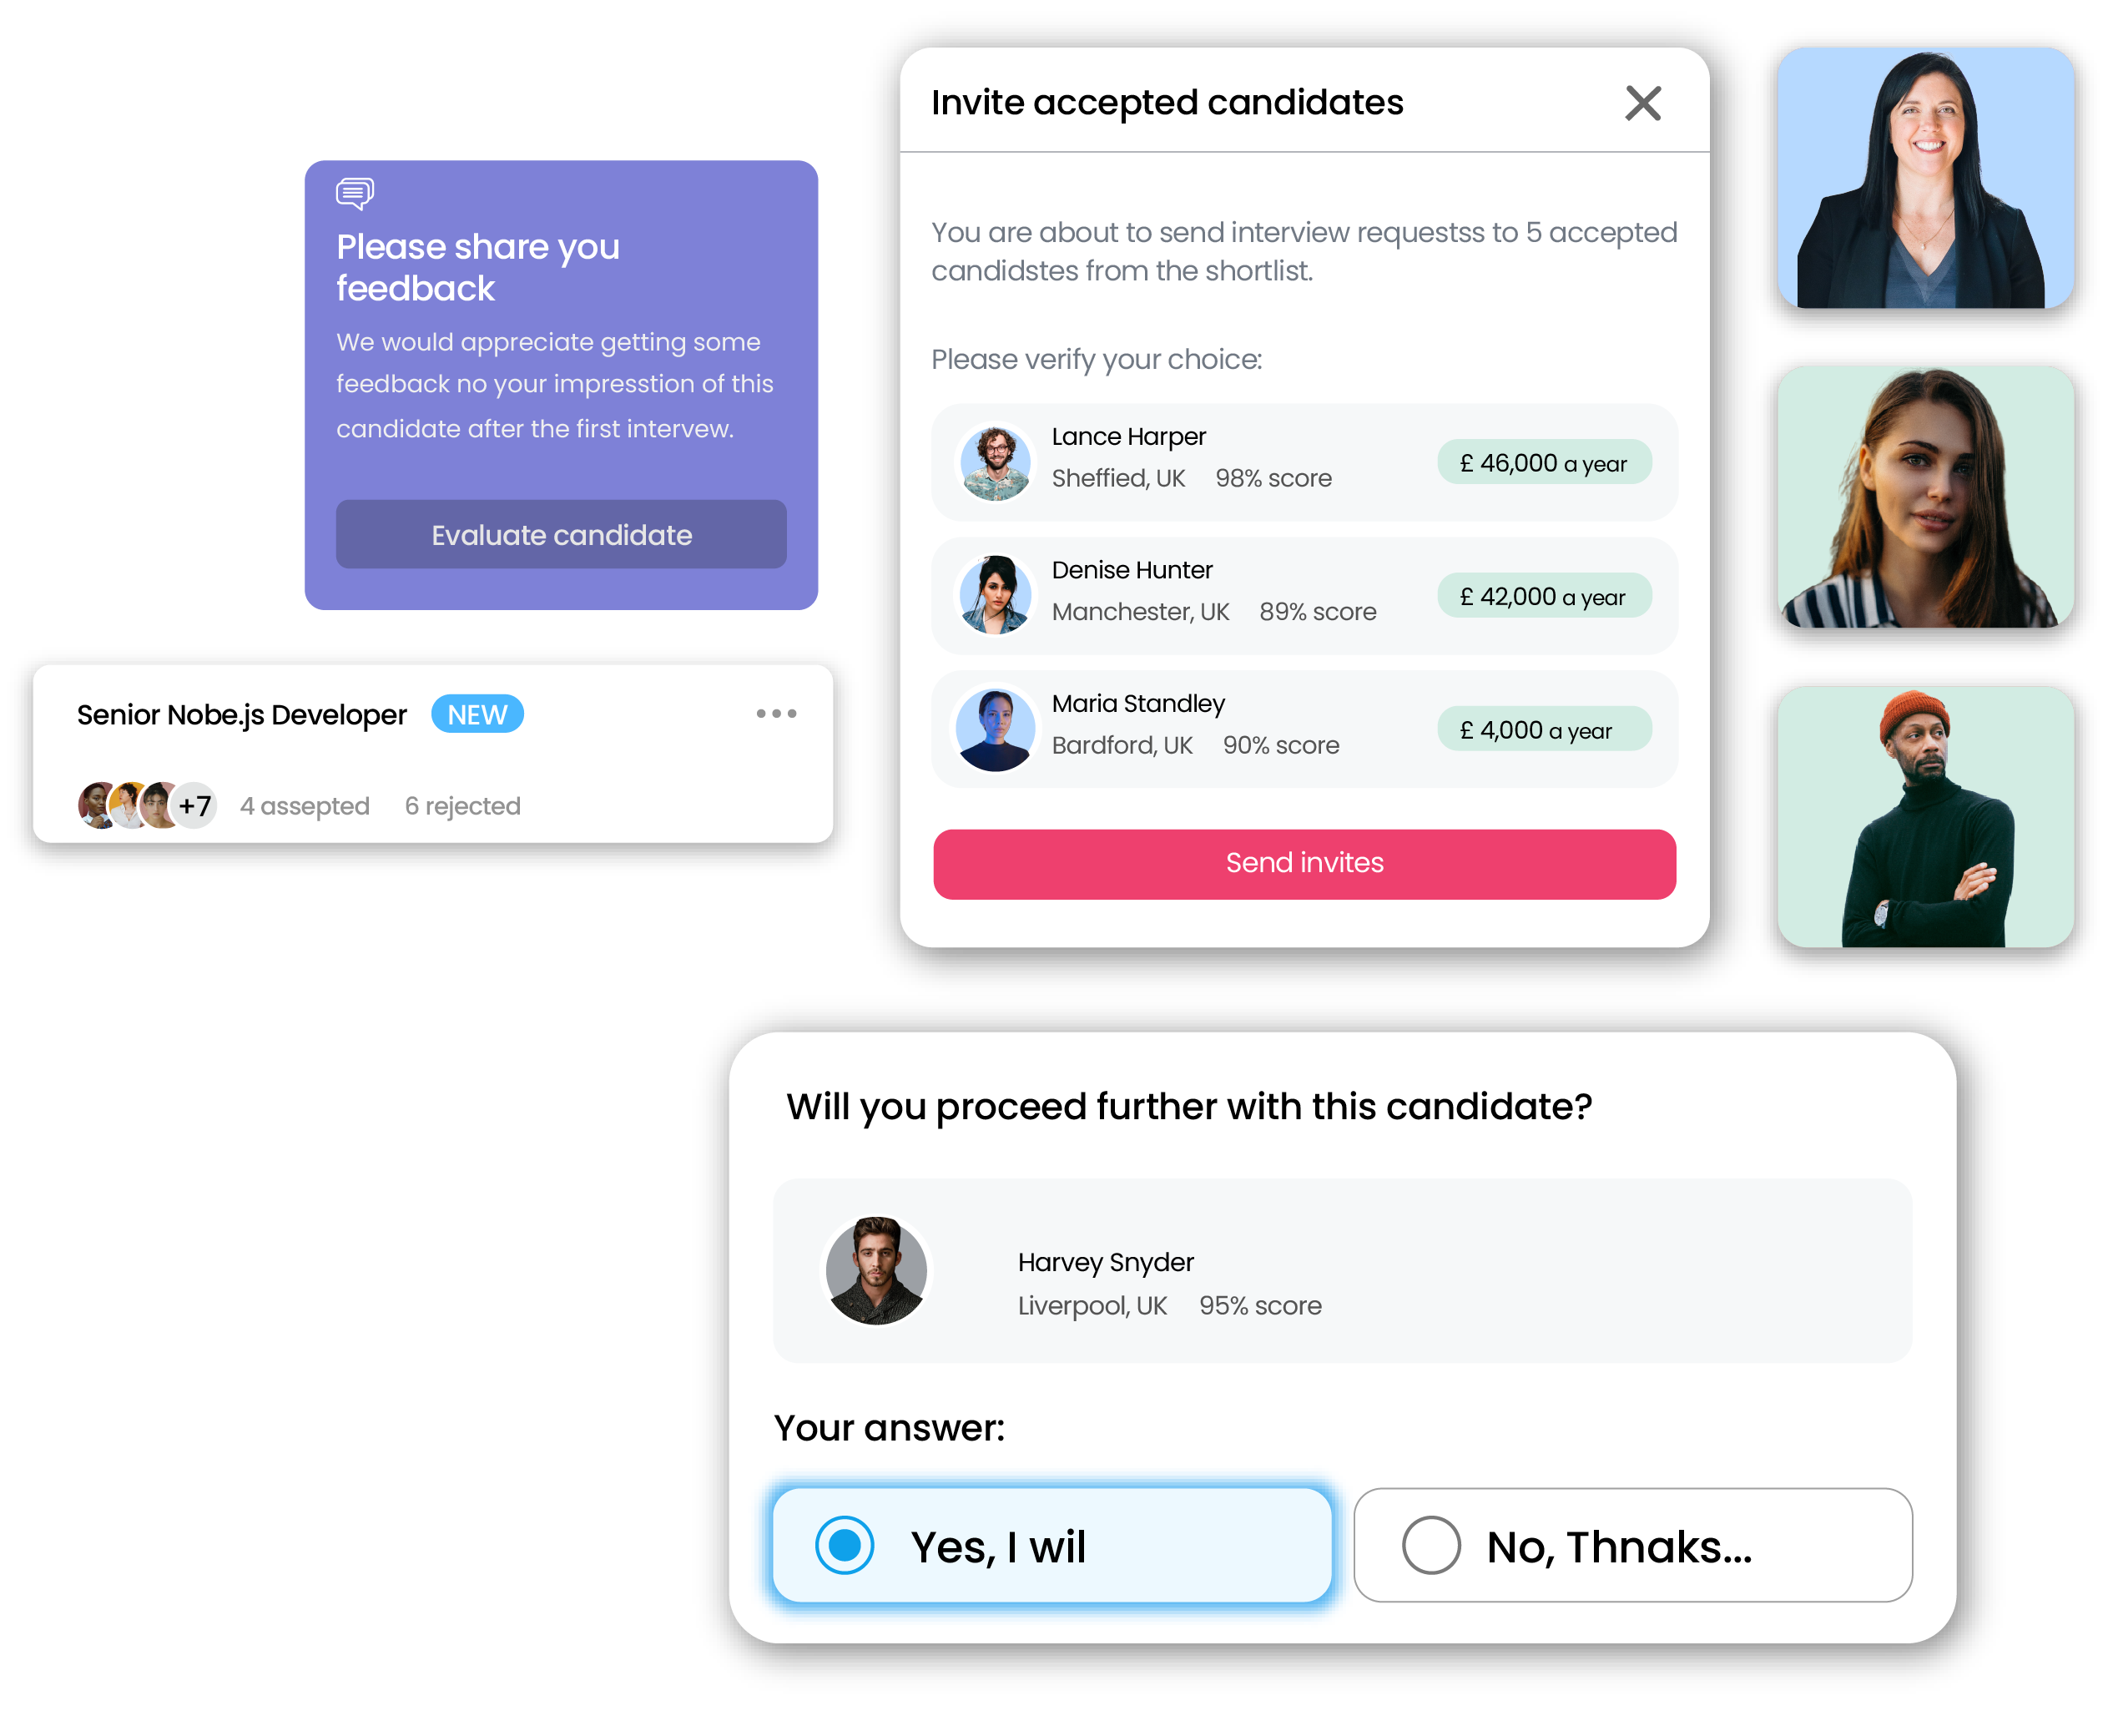 Please share you
feedback
We would appreciate getting some
feedback no your impresstion of this
candidate after the first intervew.
Evaluate candidate
Senior Nobe.js Developer NEW
+7 4 assepted 6 rejected
Invite accepted candidates
You are about to send interview requestss to 5 accepted
candidstes from the shortlist.
Please verify your choice:
Lance Harper
Sheffied, UK 98% score
£ 46,000 a year
Denise Hunter
Manchester, UK 89% score
£ 42,000 a year
Maria Standley
Bardford, UK 90% score
£ 4,000 a year
Send invites
Will you proceed further with this candidate?
Harvey Snyder
Liverpool, UK 95% score
Your answer:
Yes, I wil
No, Thnaks...